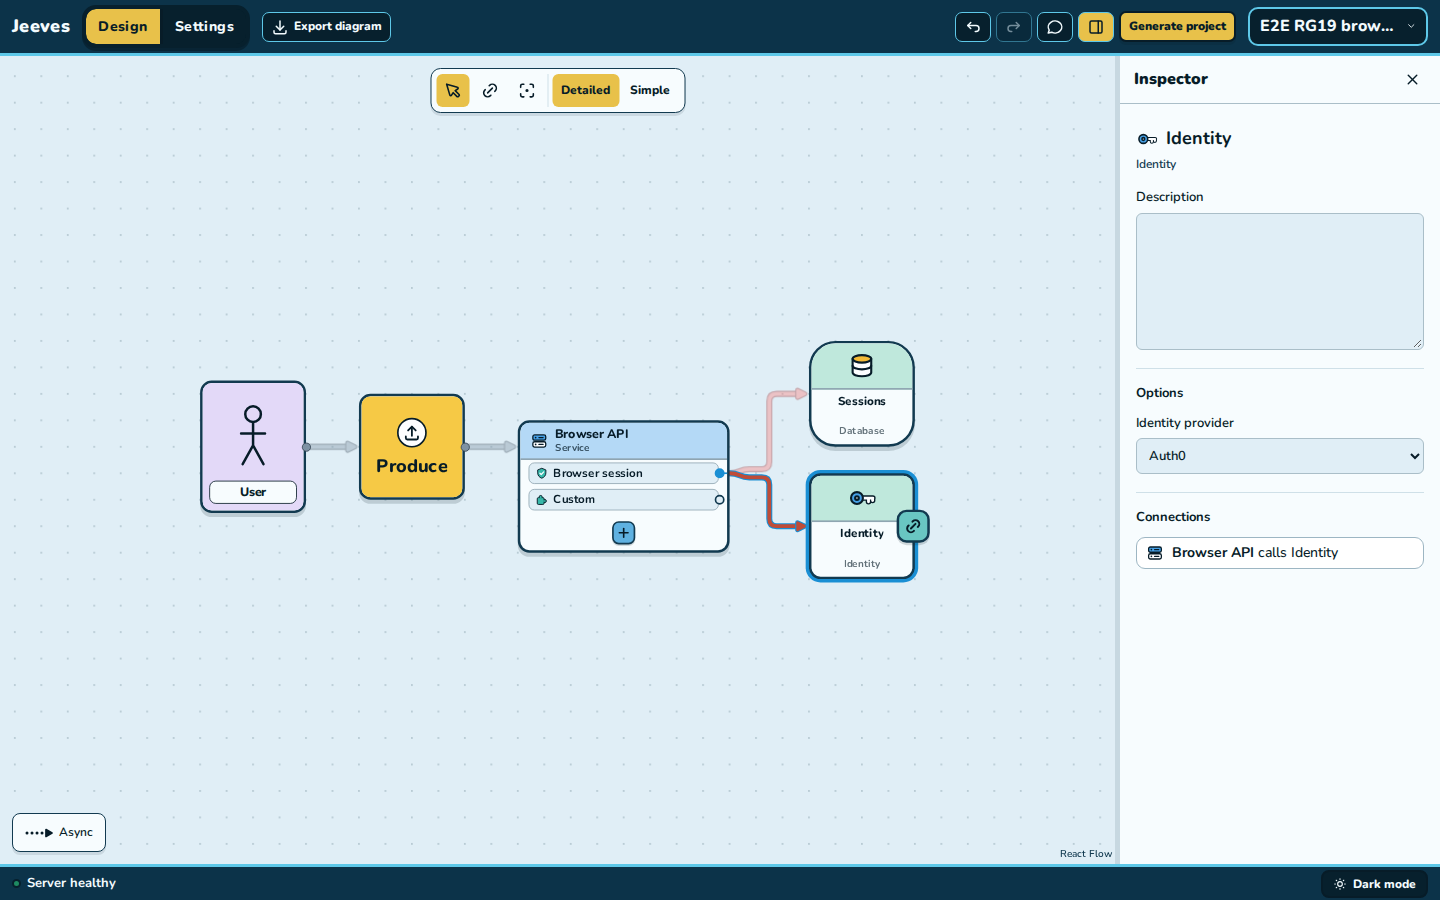 Jeeves
Design
Settings
Export diagram
Generate project
E2E RG19 brow...
Detailed
Simple
Inspector
Identity
Identity
Description
Options
Identity provider
Auth0
Connections
Browser API calls Identity
User
Produce
Browser API
Service
Browser session
Custom
Sessions
Database
Identity
Identity
Async
React Flow
Server healthy
Dark mode